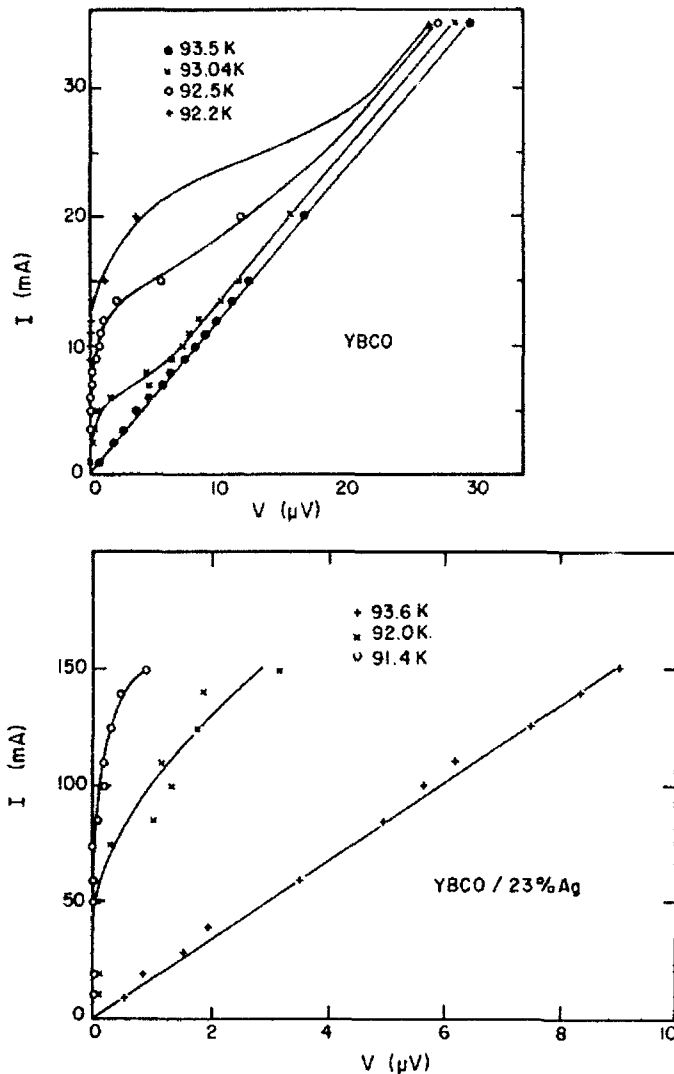 93.5 K
93.04K
92.5K
92.2K
30
20
10
0
I (mA)
YBCO
0 10 20 30
V (μV)
93.6 K
92.0 K.
91.4 K
150
100
50
0
I (mA)
YBCO / 23%Ag
0 2 4 6 8 10
V (μV)